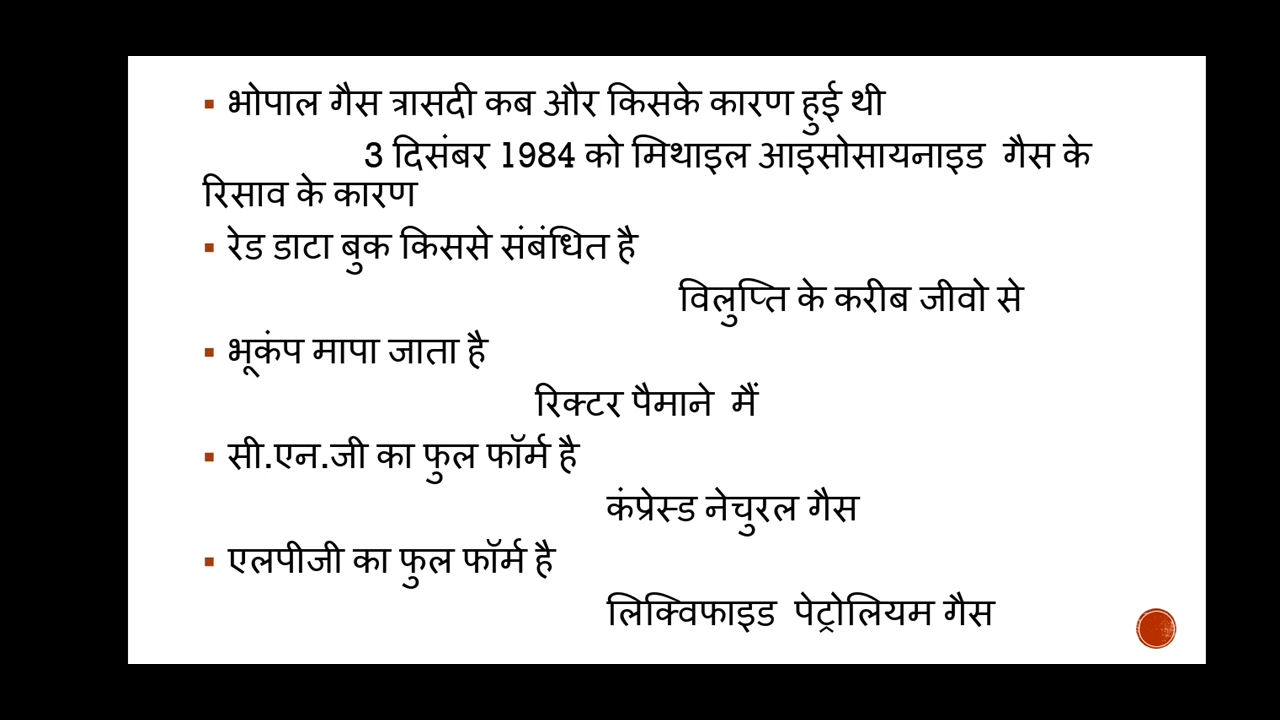 ▪ भोपाल गैस त्रासदी कब और किसके कारण हुई थी
3 दिसंबर 1984 को मिथाइल आइसोसायनाइड गैस के
रिसाव के कारण
▪ रेड डाटा बुक किससे संबंधित है
विलुप्ति के करीब जीवो से
▪ भूकंप मापा जाता है
रिक्टर पैमाने मैं
▪ सी.एन.जी का फुल फॉर्म है
कंप्रेस्ड नेचुरल गैस
▪ एलपीजी का फुल फॉर्म है
लिक्विफाइड पेट्रोलियम गैस